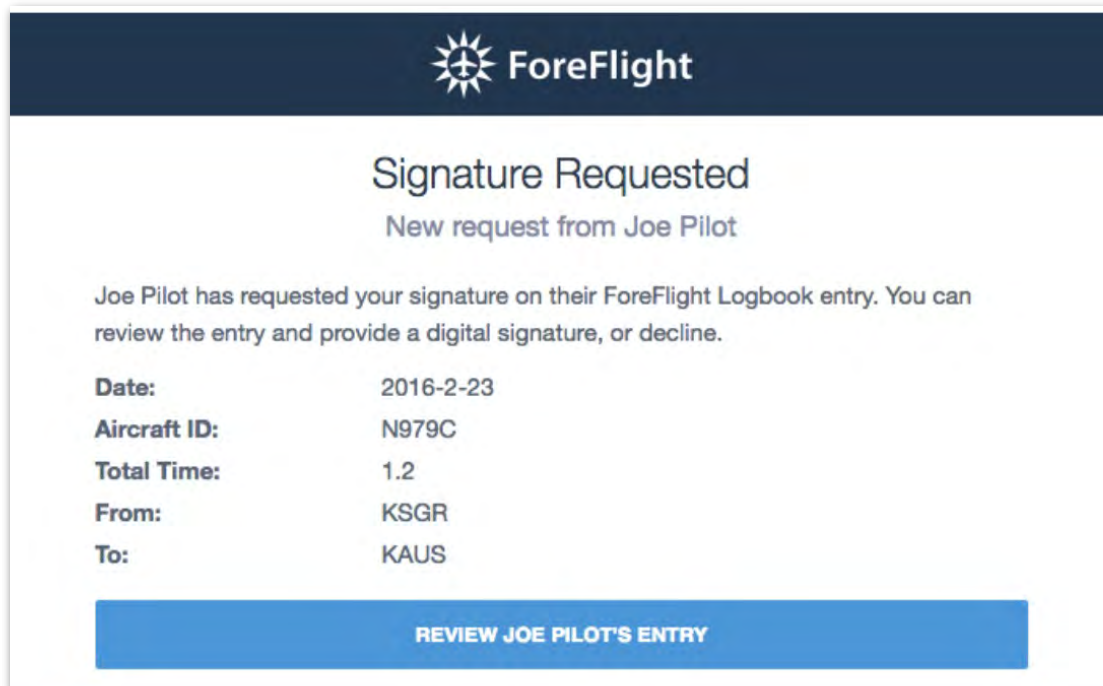 ForeFlight
Signature Requested
New request from Joe Pilot
Joe Pilot has requested your signature on their ForeFlight Logbook entry. You can
review the entry and provide a digital signature, or decline.
Date: 2016-2-23
Aircraft ID: N979C
Total Time: 1.2
From: KSGR
To: KAUS
REVIEW JOE PILOT'S ENTRY